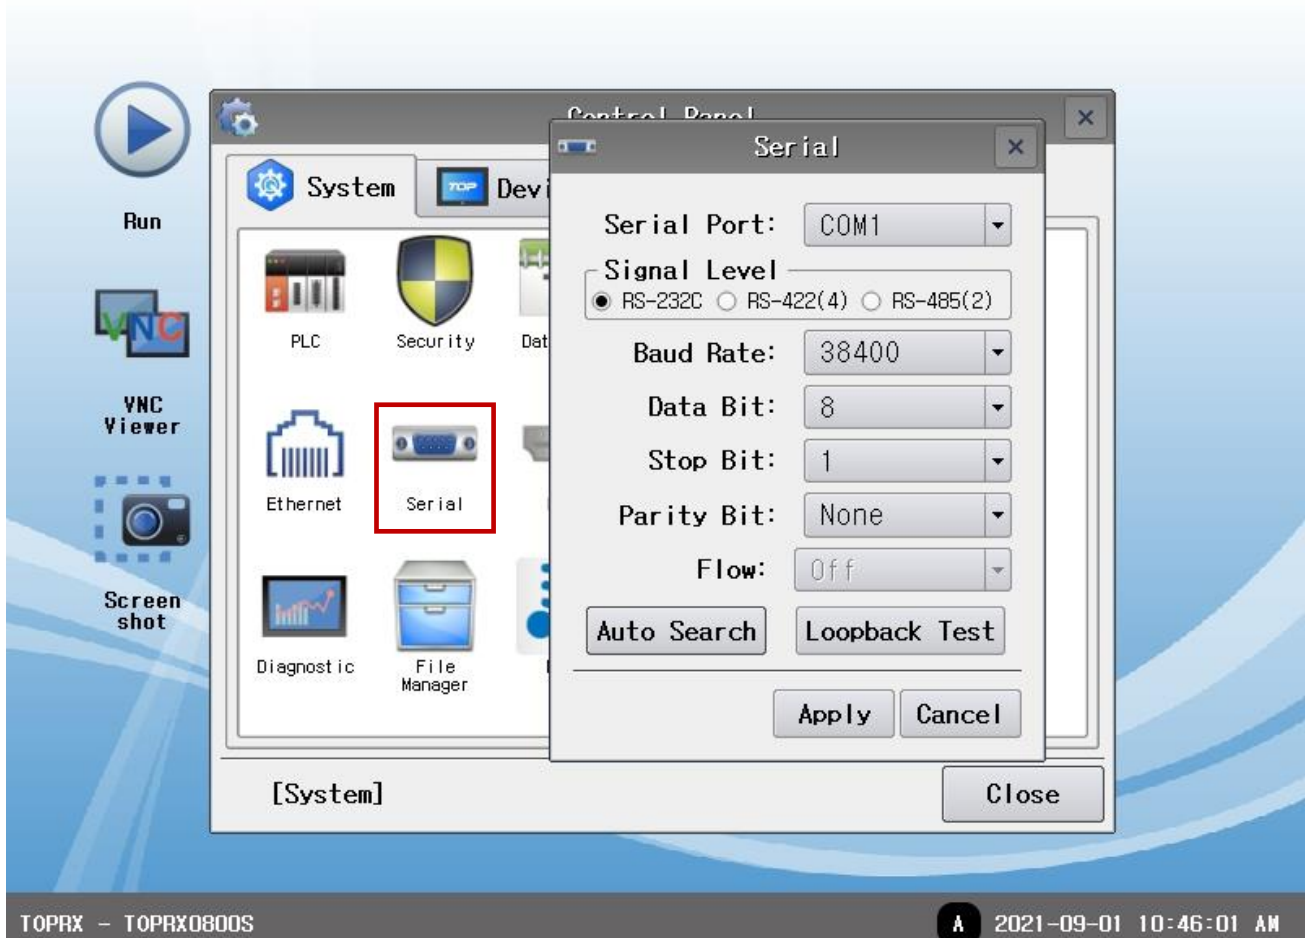 Run
VNC
Viewer
Screen
shot
Control Panel
System
TOP
Devi
PLC
Security
Dat
Ethernet
Serial
Diagnostic
File
Manager
[System]
Close
Serial
Serial Port: COM1
Signal Level
RS-232C RS-422(4) RS-485(2)
Baud Rate: 38400
Data Bit: 8
Stop Bit: 1
Parity Bit: None
Flow: Off
Auto Search Loopback Test
Apply Cancel
TOPRX - TOPRX0800S
A 2021-09-01 10:46:01 AM